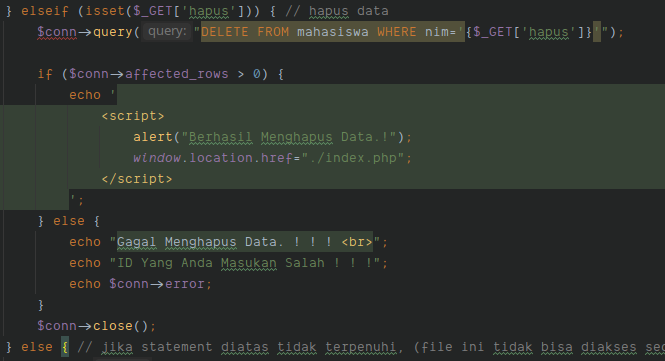 } elseif (isset($_GET['hapus'])) { // hapus data
$conn->query( query: "DELETE FROM mahasiswa WHERE nim='{$_GET['hapus']}'");
if ($conn->affected_rows > 0) {
echo '
<script>
alert("Berhasil Menghapus Data.!");
window.location.href="./index.php";
</script>
';
} else {
echo "Gagal Menghapus Data. ! ! ! <br>";
echo "ID Yang Anda Masukan Salah ! ! !";
echo $conn->error;
}
$conn->close();
} else { // jika statement diatas tidak terpenuhi, (file ini tidak bisa diakses